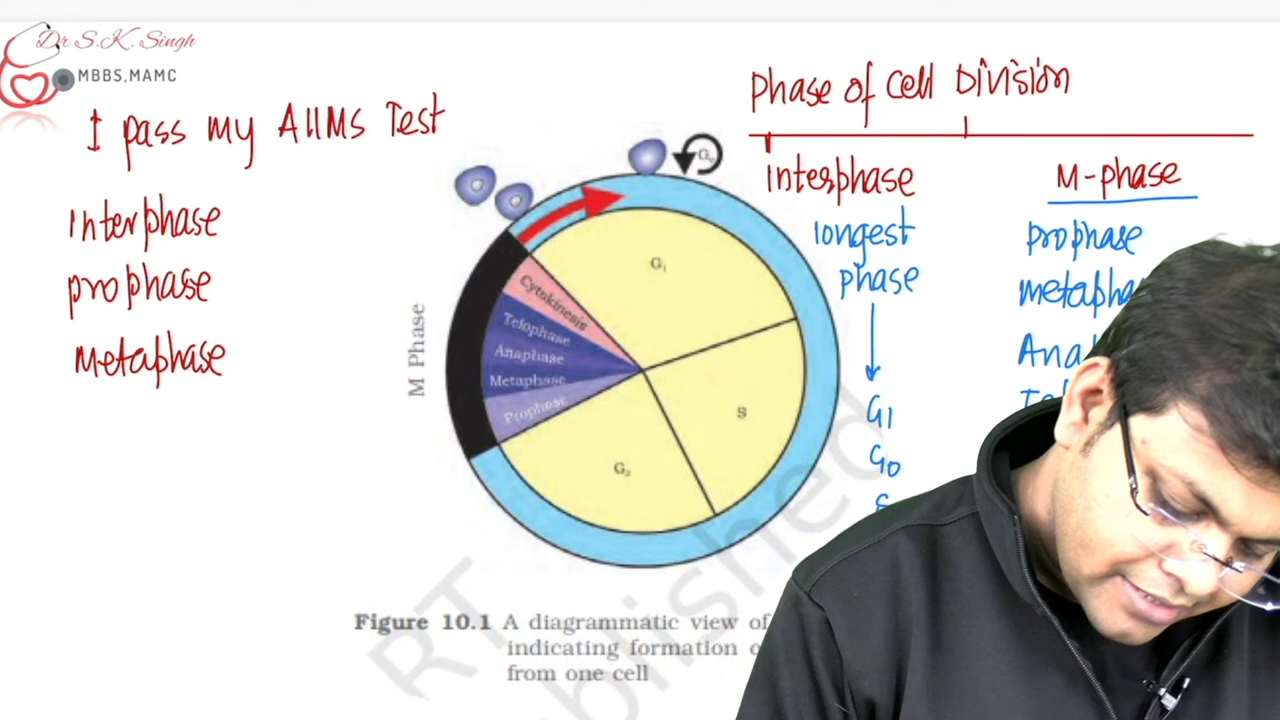 Dr S.K. Singh
MBBS,MAMC
I pass my AIIMS Test
Interphase
prophase
Metaphase
M Phase
G₀
G₁
Cytokinesis
Telophase
Anaphase
Metaphase
Prophase
S
G₂
Phase of Cell Division
Interphase
longest
phase
G1
G0
S
M-phase
prophase
Figure 10.1 A diagrammatic view of
indicating formation
from one cell